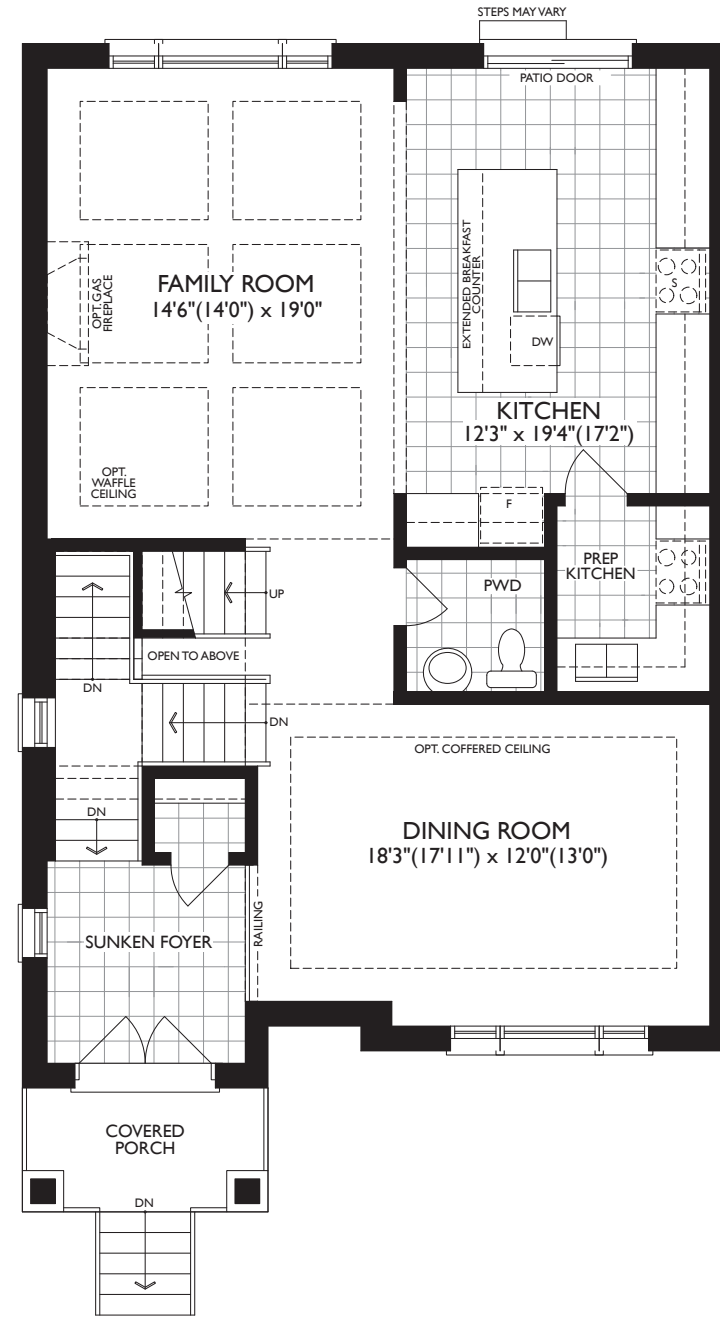 STEPS MAY VARY
PATIO DOOR
EXTENDED BREAKFAST
COUNTER
OPT. GAS
FIREPLACE
FAMILY ROOM
14'6"(14'0") x 19'0"
S
DW
KITCHEN
12'3" x 19'4"(17'2")
OPT.
WAFFLE
CEILING
F
PREP
KITCHEN
PWD
UP
OPEN TO ABOVE
DN
DN
OPT. COFFERED CEILING
DN
DINING ROOM
18'3"(17'11") x 12'0"(13'0")
RAILING
SUNKEN FOYER
COVERED
PORCH
DN